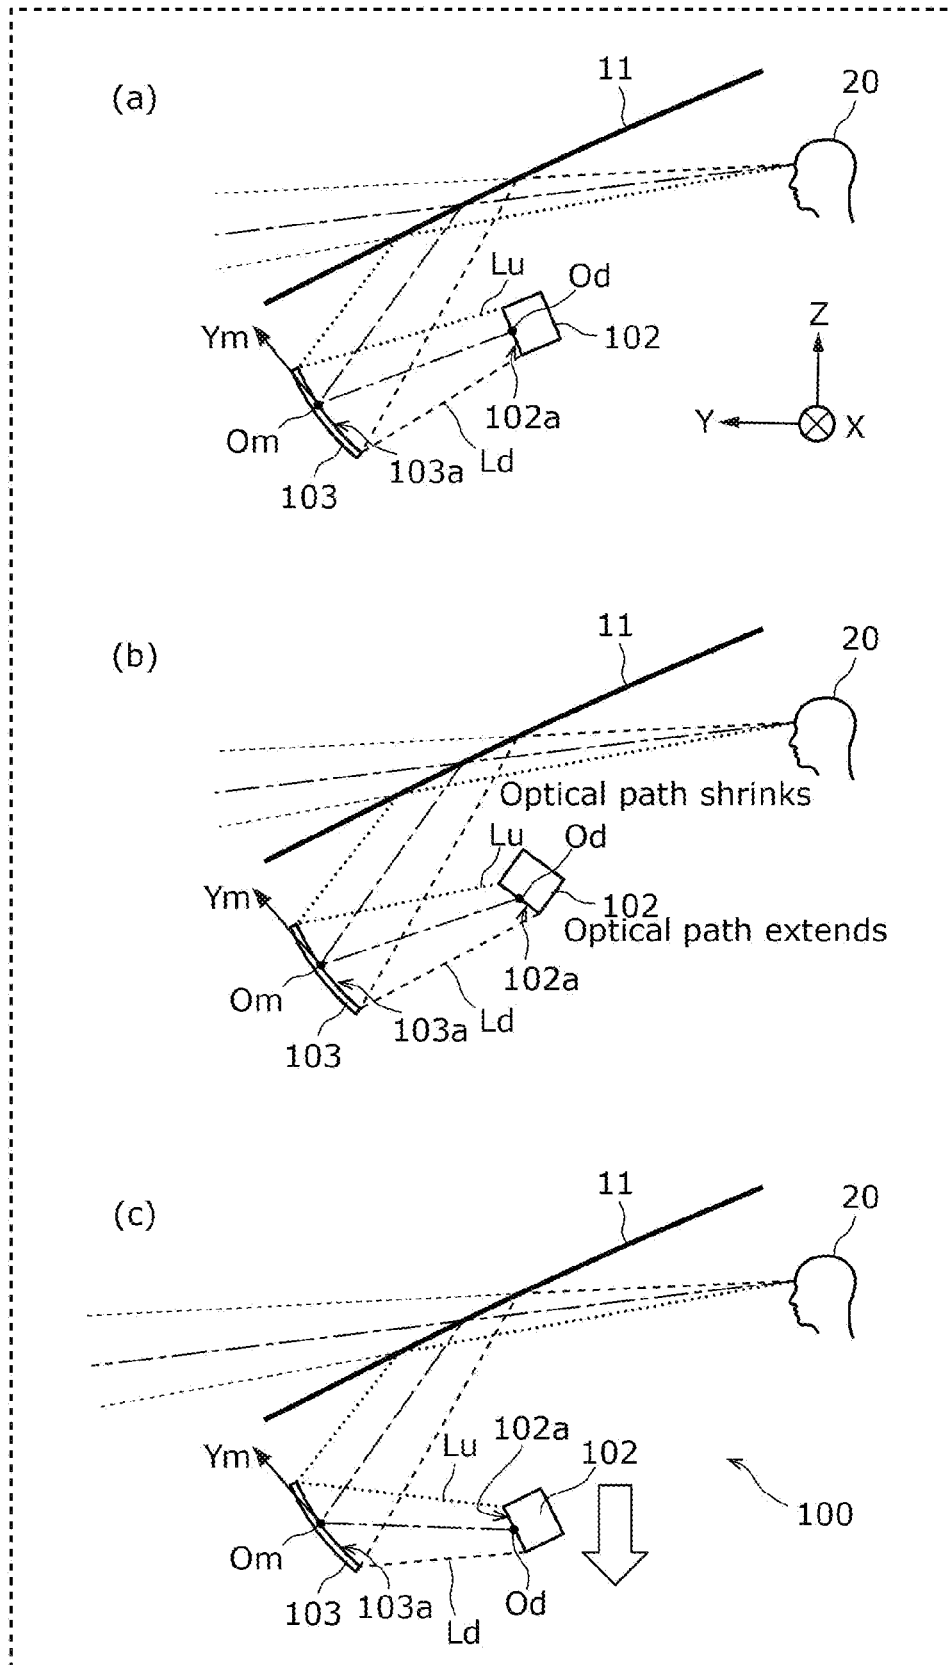 (a)
11
20
Lu
Od
Ym
102
Z
102a
Y
X
Om
103a
Ld
103
(b)
11
20
Optical path shrinks
Lu
Od
Ym
102
Optical path extends
102a
Om
103a
Ld
103
(c)
11
20
102a
Lu
102
Ym
100
Om
103
103a
Od
Ld